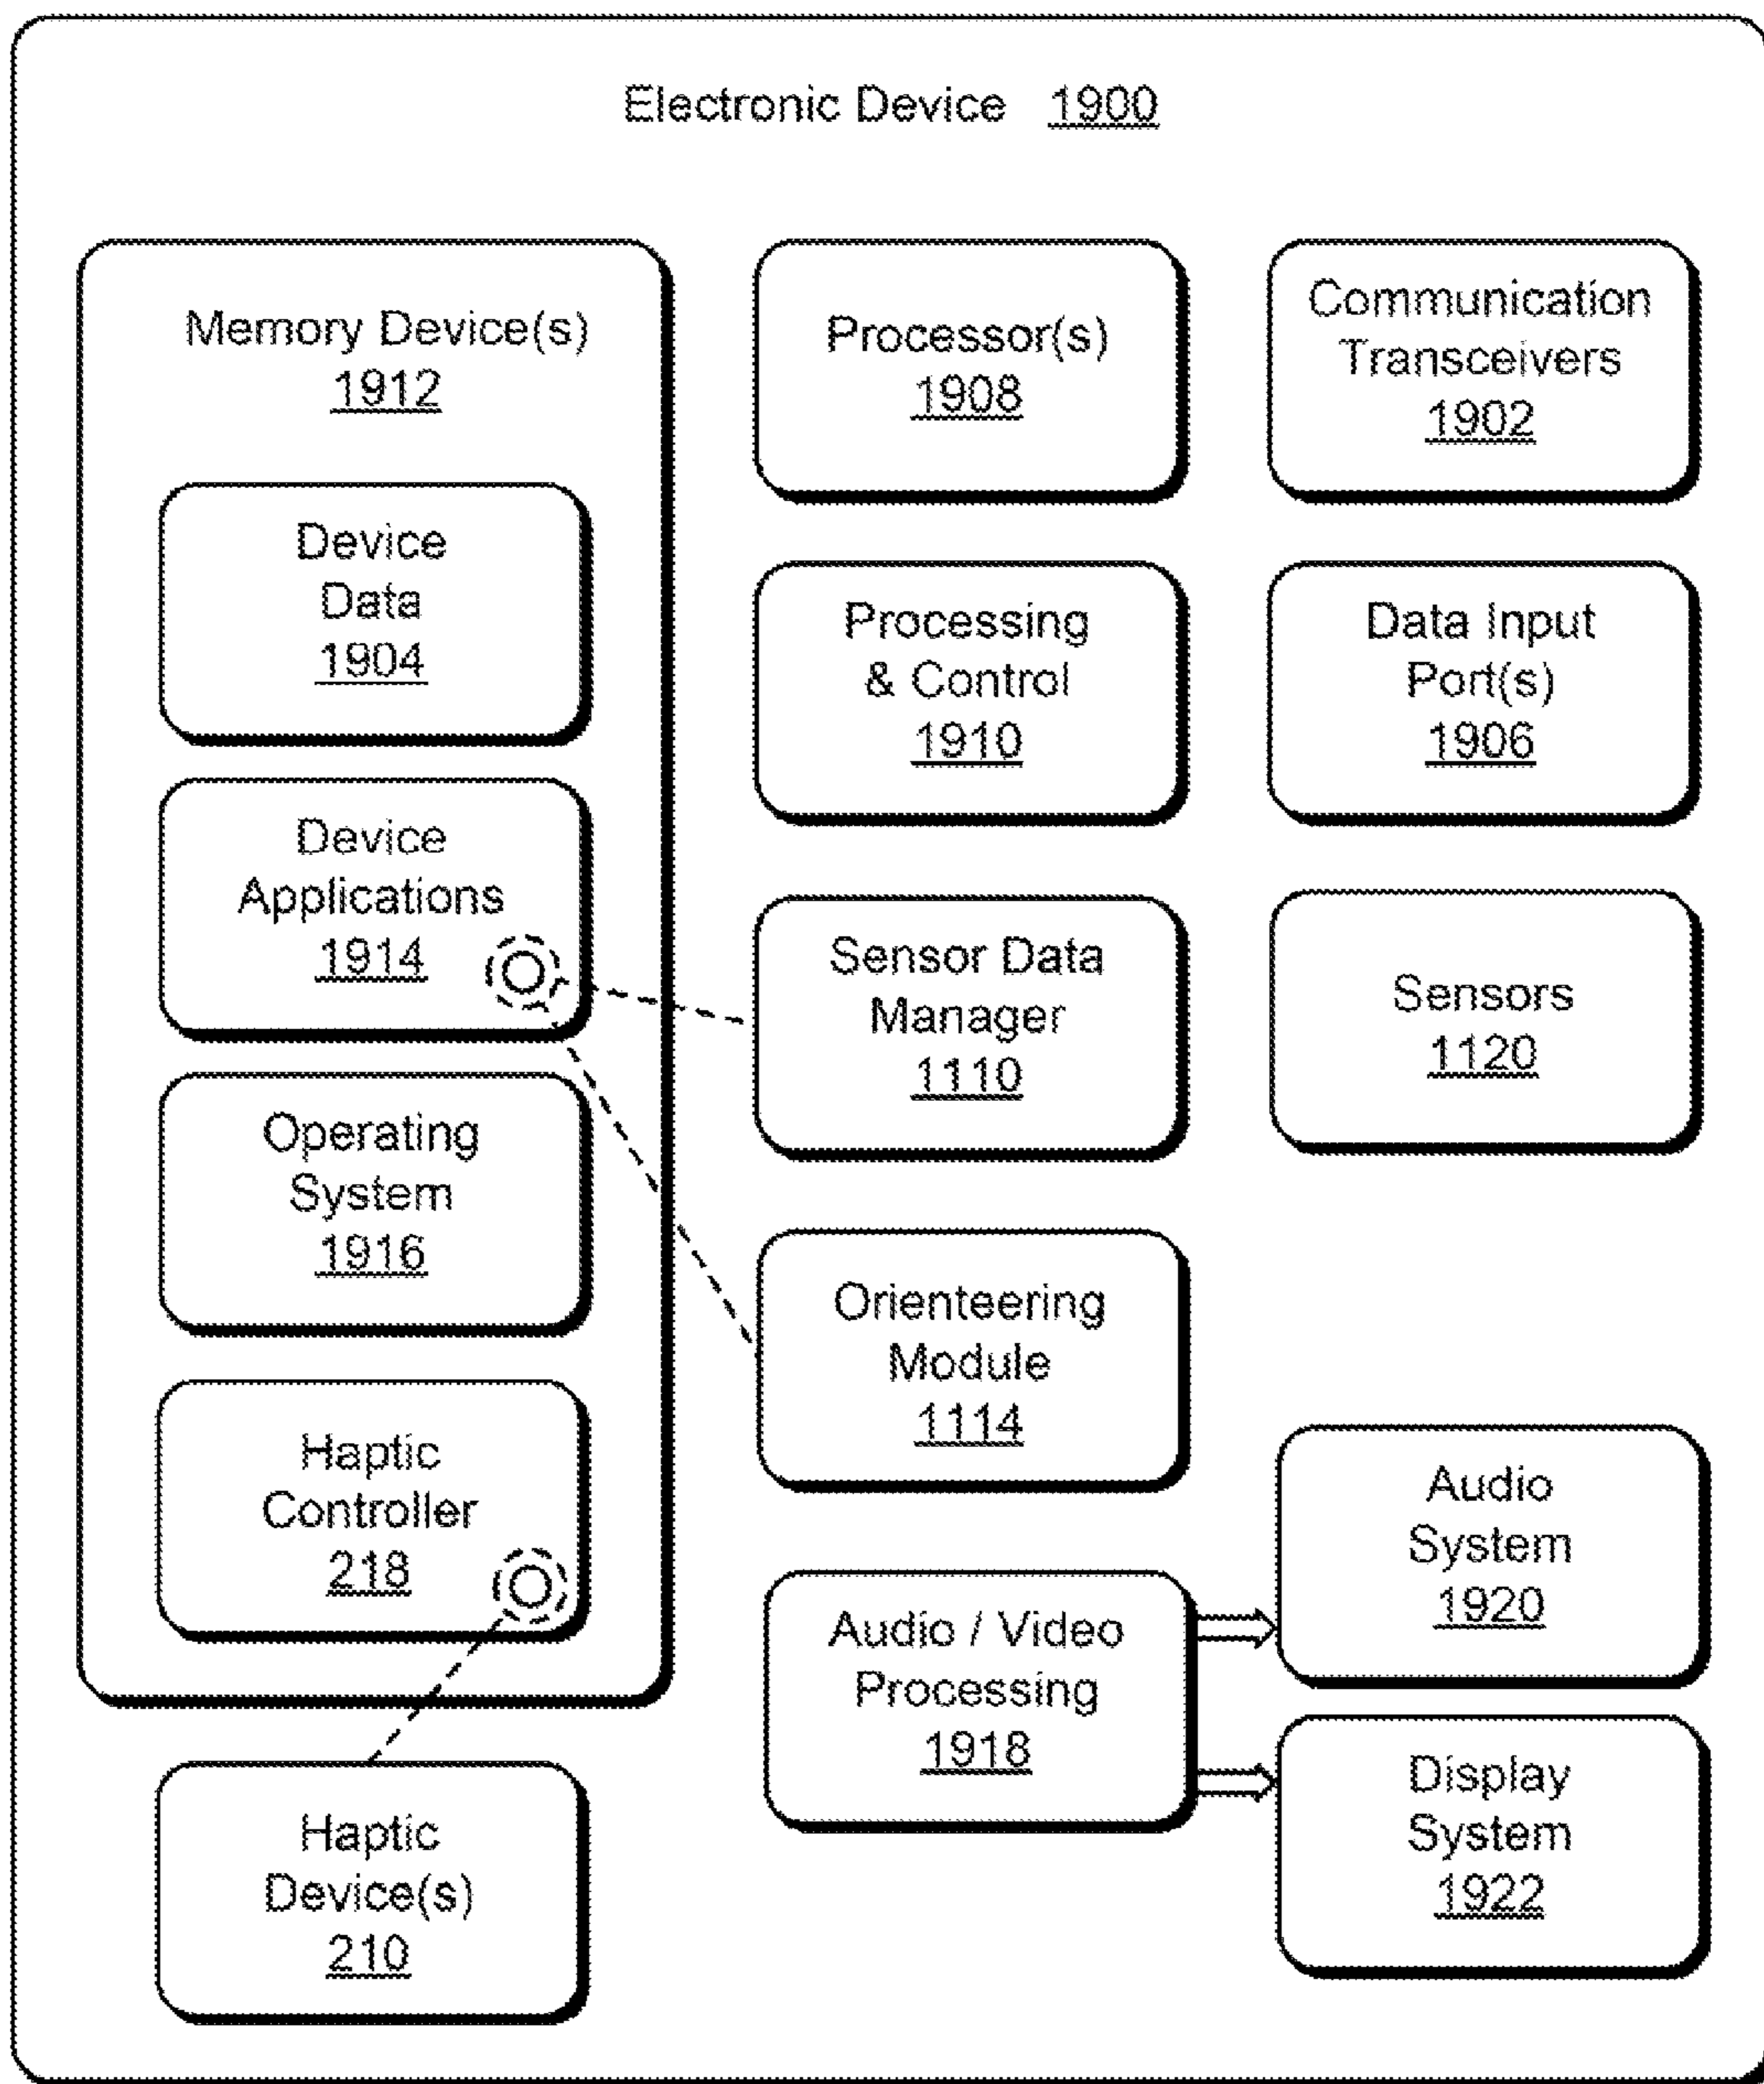 Electronic Device 1900
Memory Device(s)
1912
Device
Data
1904
Device
Applications
1914
Operating
System
1916
Haptic
Controller
218
Haptic
Device(s)
210
Processor(s)
1908
Processing
& Control
1910
Sensor Data
Manager
1110
Orienteering
Module
1114
Audio / Video
Processing
1918
Communication
Transceivers
1902
Data Input
Port(s)
1906
Sensors
1120
Audio
System
1920
Display
System
1922